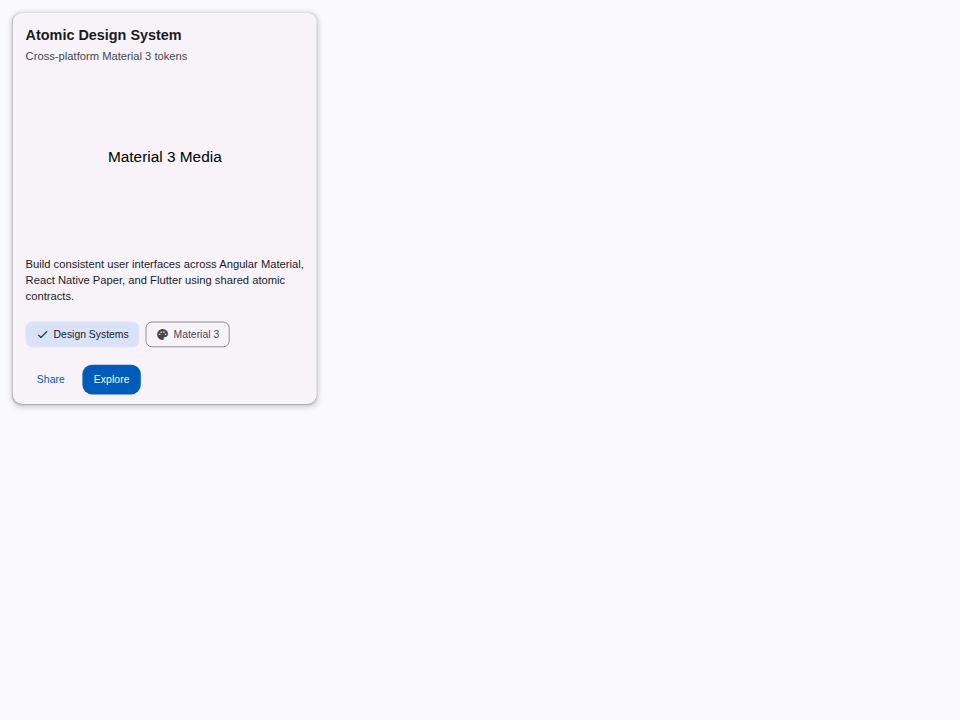 Atomic Design System
Cross-platform Material 3 tokens
Material 3 Media
Build consistent user interfaces across Angular Material,
React Native Paper, and Flutter using shared atomic
contracts.
Design Systems
Material 3
Share
Explore